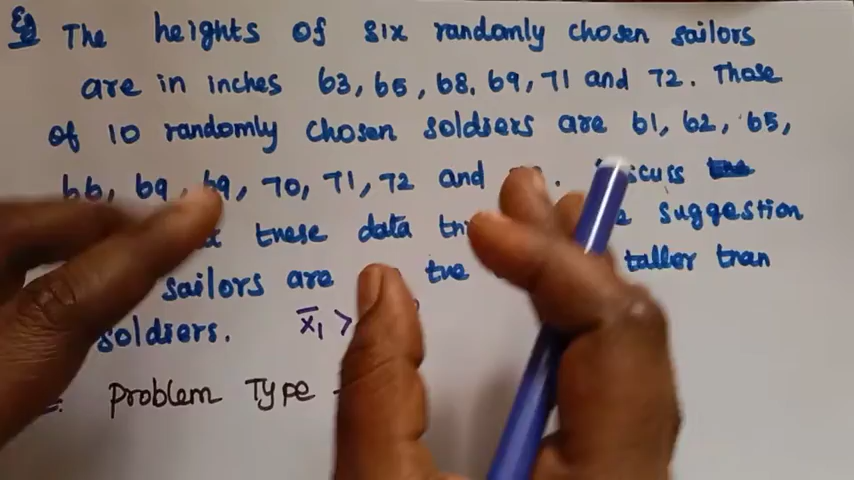 Eg The heights of six randomly chosen sailors
are in inches 63, 65, 68, 69, 71 and 72. Those
of 10 randomly chosen soldiers are 61, 62, 65,
66, 69, 69, 70, 71, 72 and
these data
suggestion
sailors are the taller than
soldiers. x̄₁ >
Problem Type